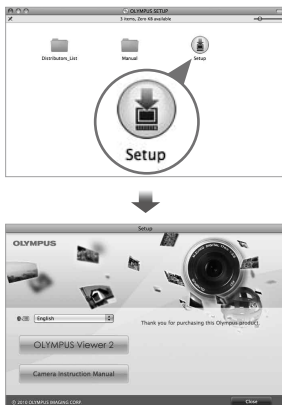 OLYMPUS SETUP
3 items, Zero KB available
Distributors_List
Manual
Setup
Setup
Setup
OLYMPUS
English
Thank you for purchasing this Olympus product.
OLYMPUS Viewer 2
Camera Instruction Manual
© 2010 OLYMPUS IMAGING CORP.
Close